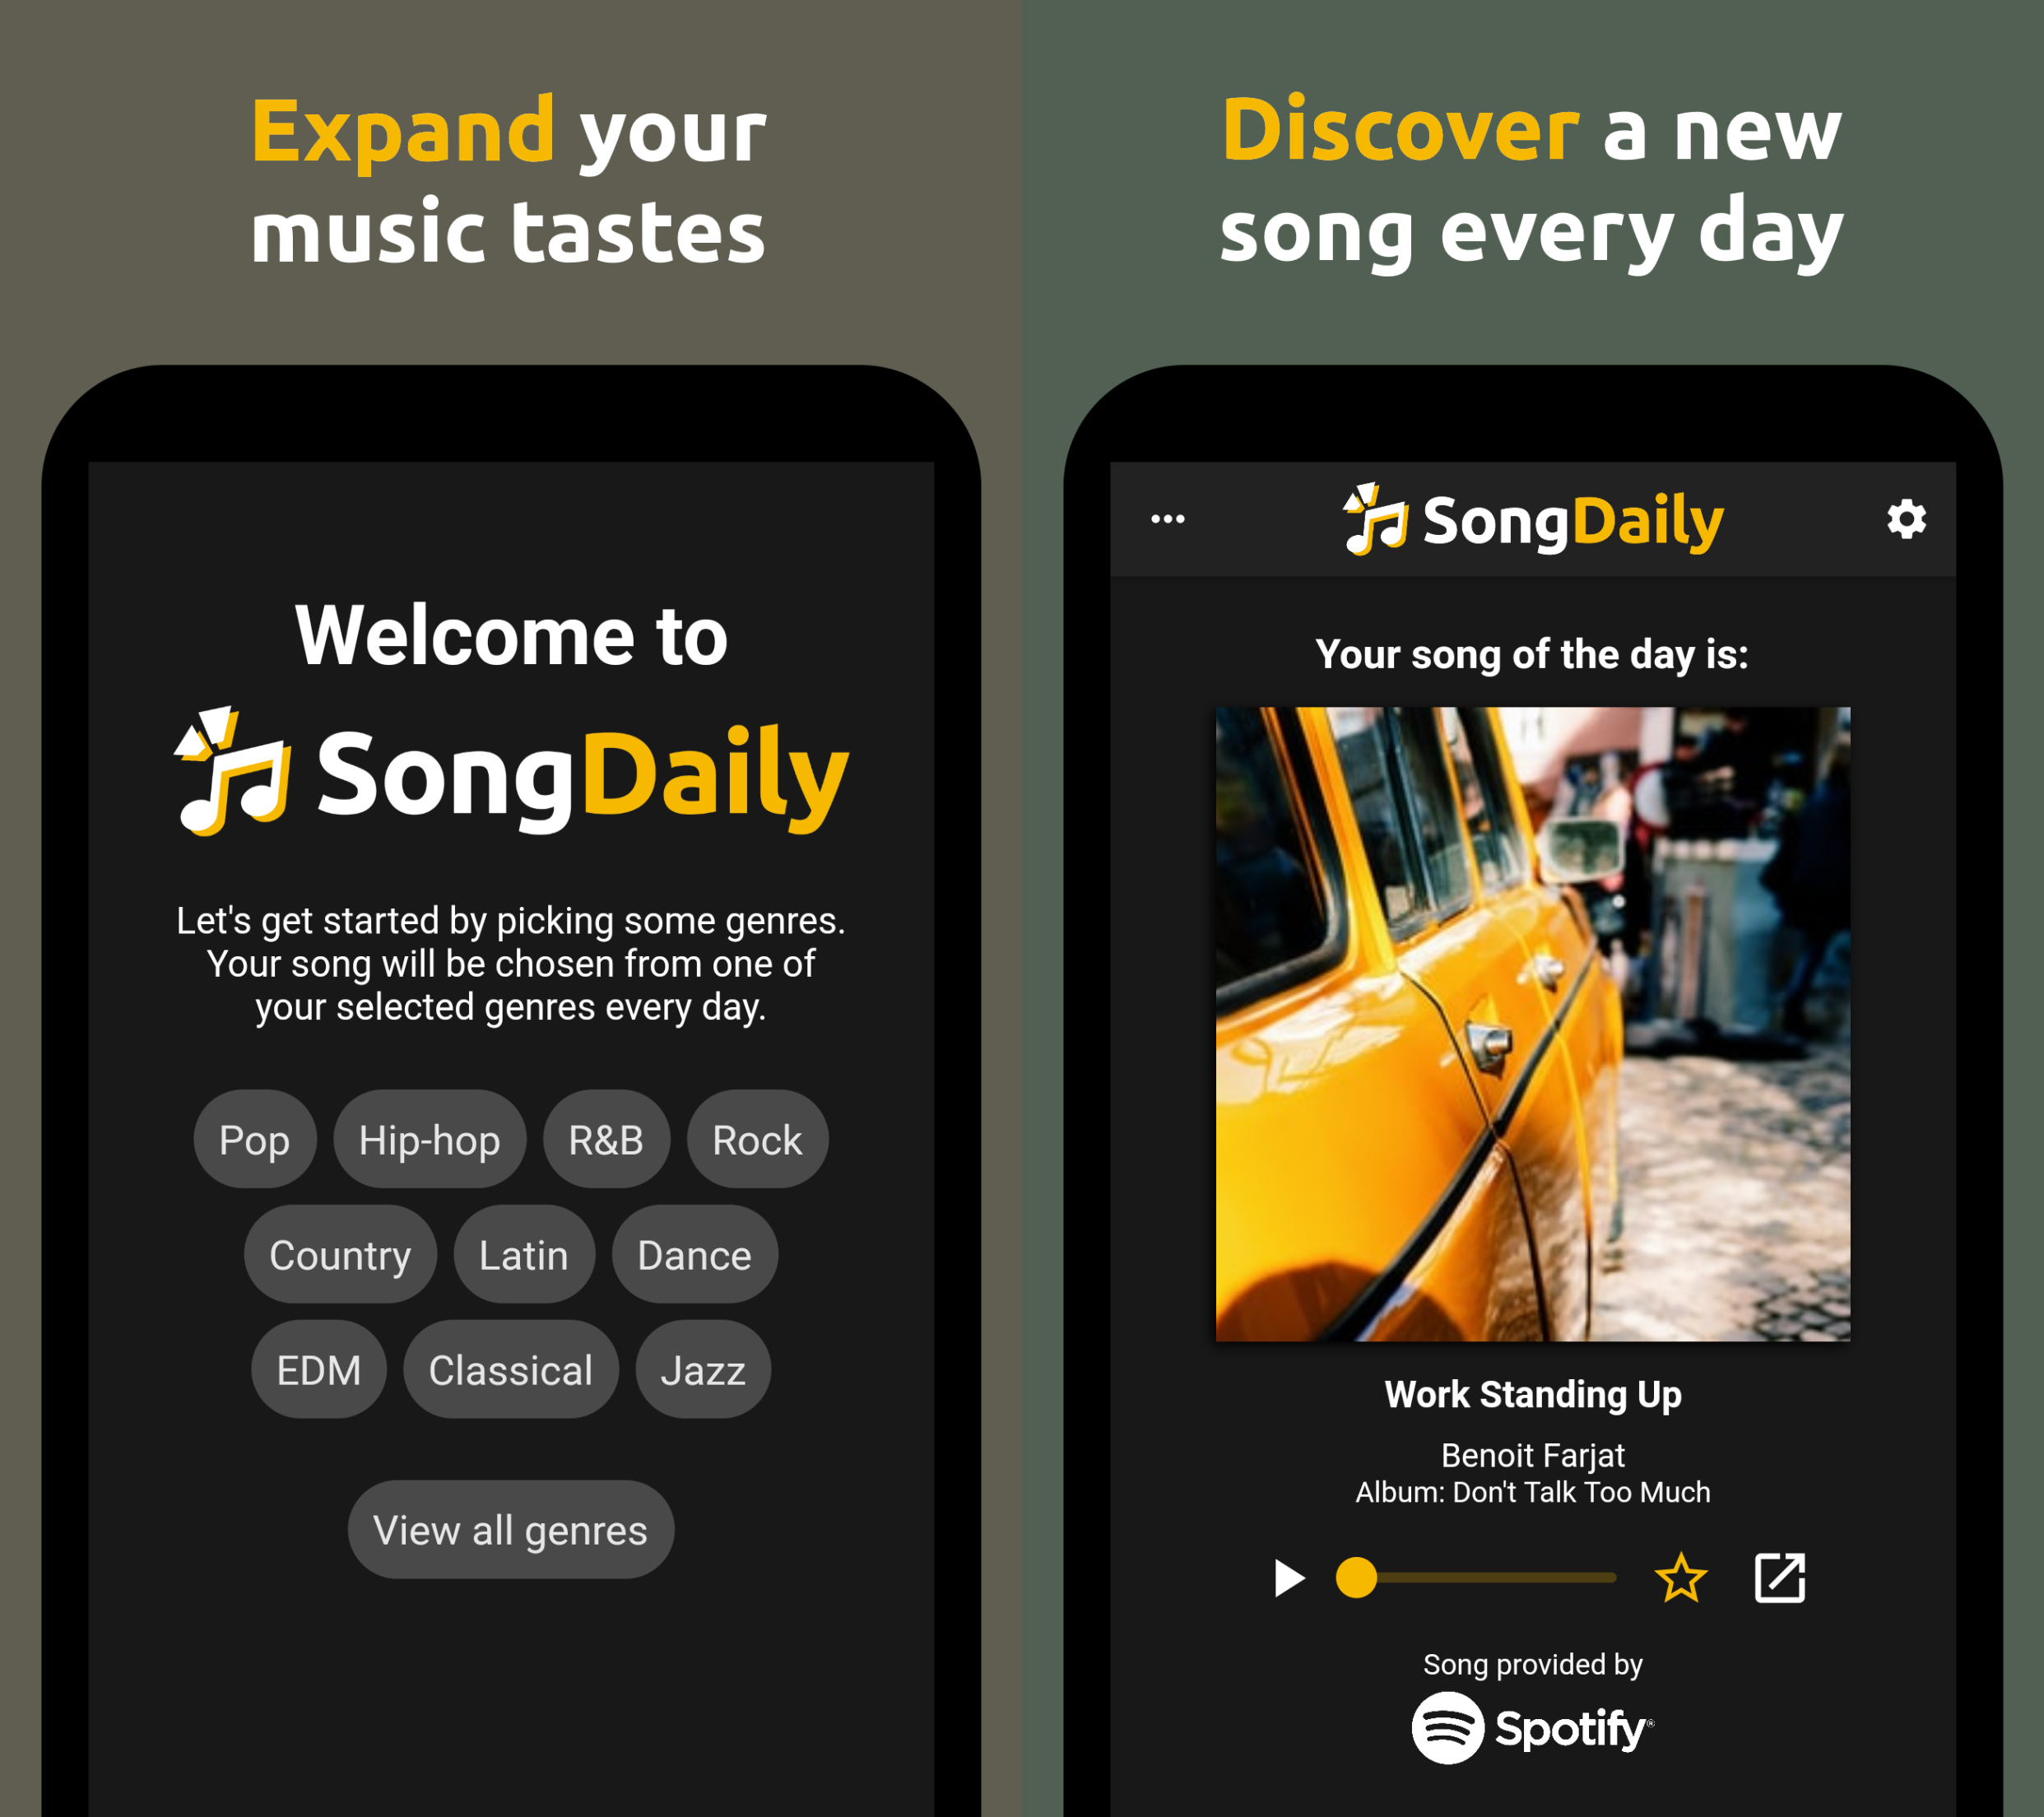 Expand your
music tastes
Welcome to
SongDaily
Let's get started by picking some genres.
Your song will be chosen from one of
your selected genres every day.
Pop Hip-hop R&B Rock
Country Latin Dance
EDM Classical Jazz
View all genres
Discover a new
song every day
SongDaily
Your song of the day is:
Work Standing Up
Benoit Farjat
Album: Don't Talk Too Much
Song provided by
Spotify®